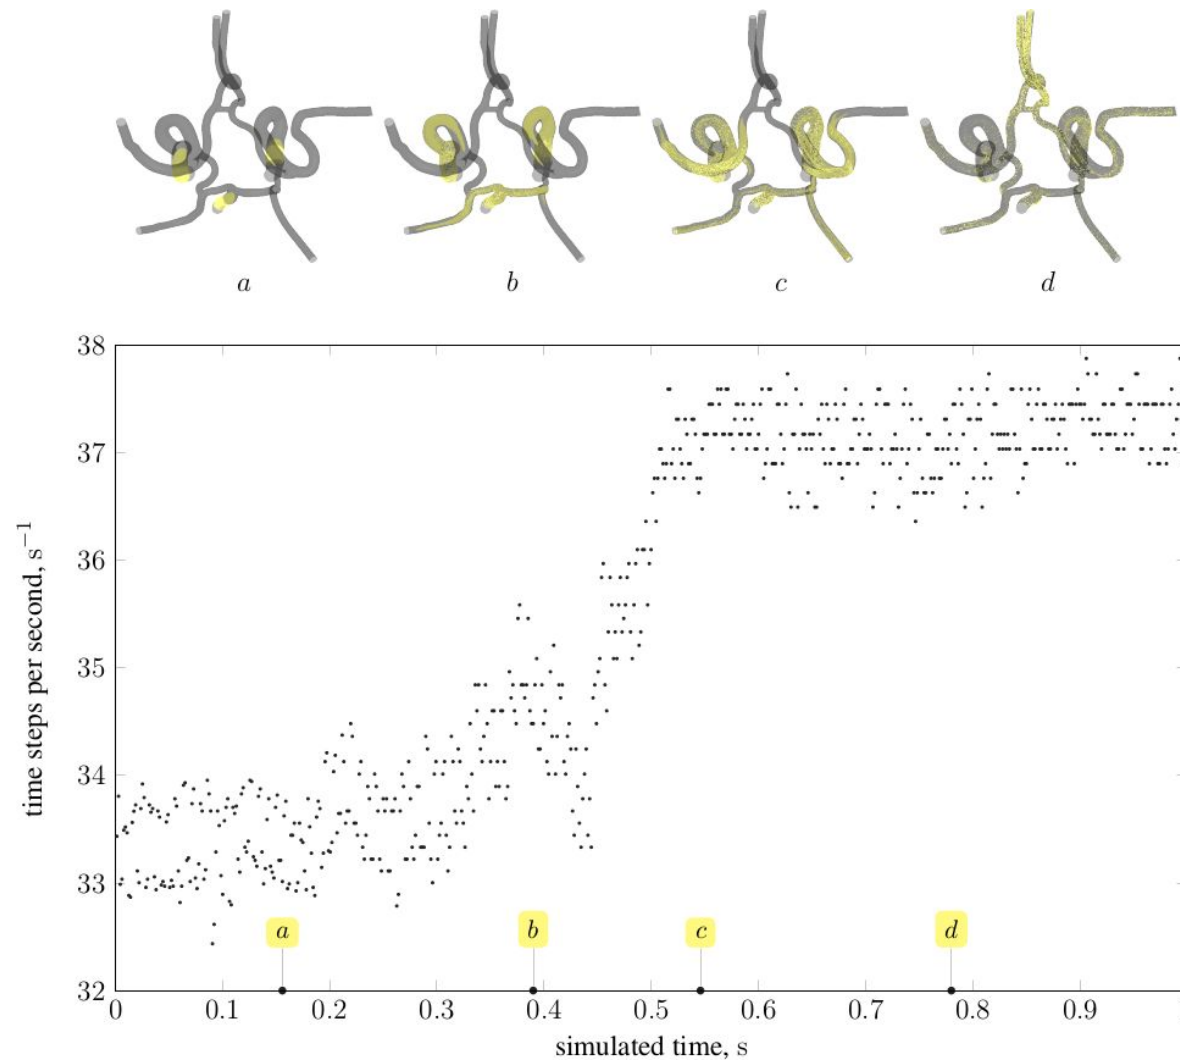 a b c d
38
37
36
35
34
33
32
time steps per second, s⁻¹
a b c d
0 0.1 0.2 0.3 0.4 0.5 0.6 0.7 0.8 0.9
simulated time, s